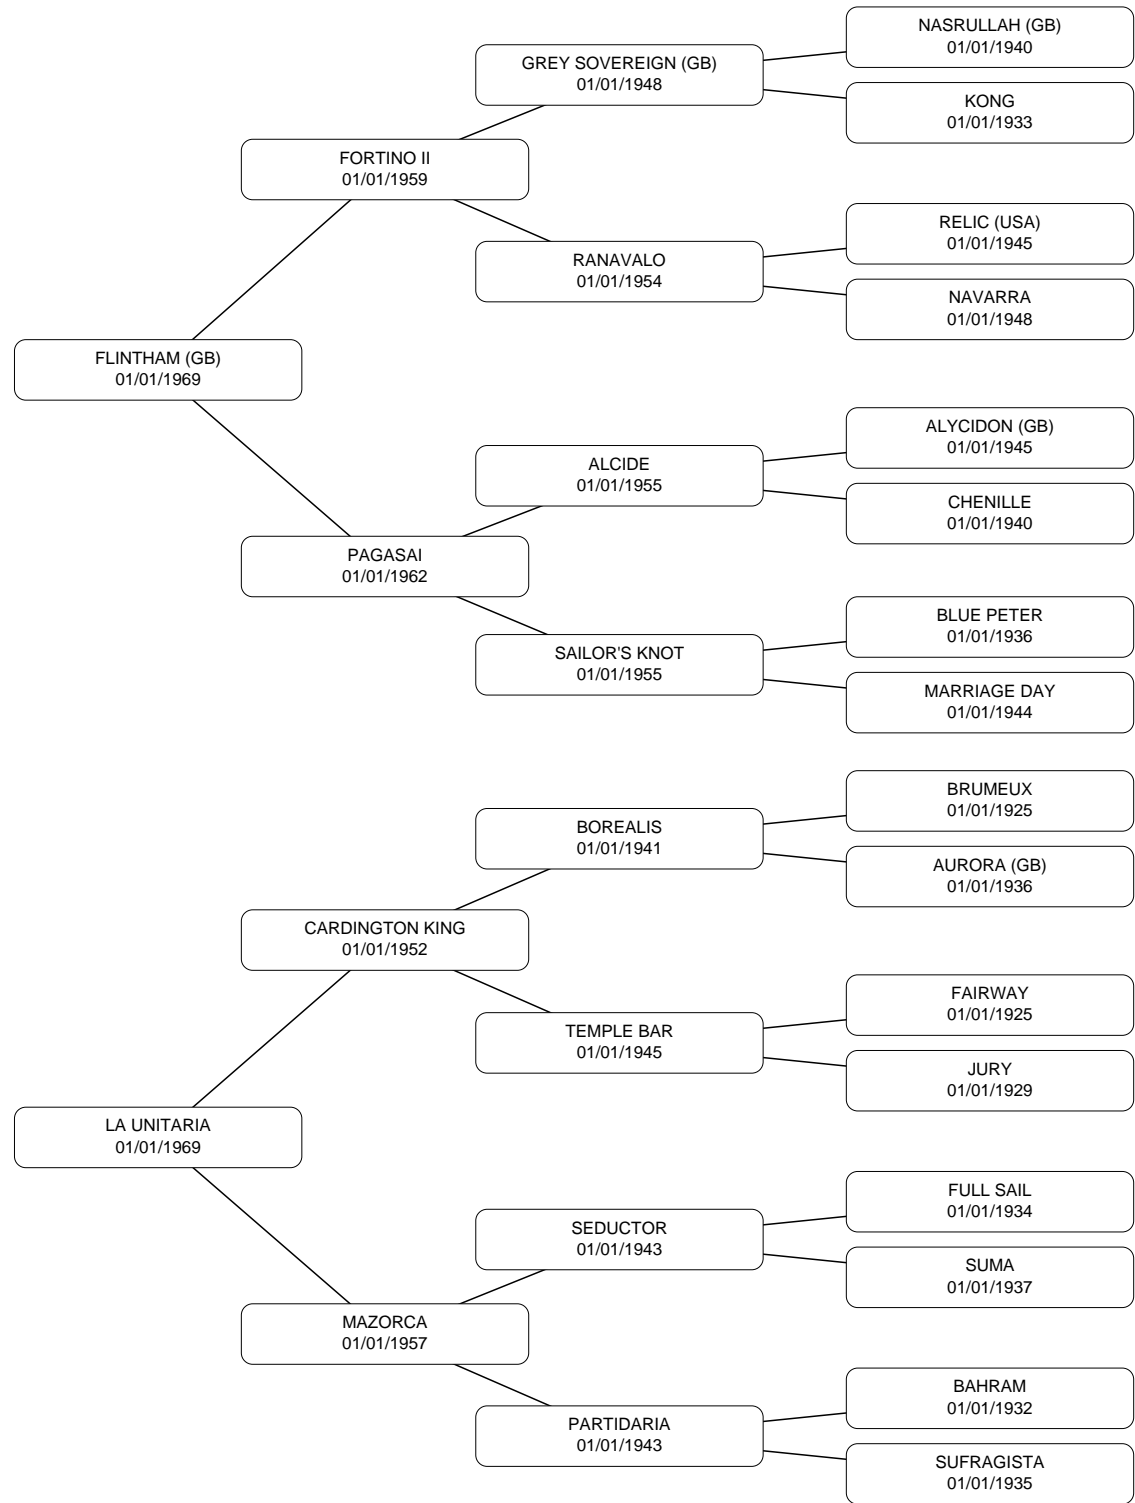 NASRULLAH (GB)
01/01/1940
GREY SOVEREIGN (GB)
01/01/1948
KONG
01/01/1933
FORTINO II
01/01/1959
RELIC (USA)
01/01/1945
RANAVALO
01/01/1954
NAVARRA
01/01/1948
FLINTHAM (GB)
01/01/1969
ALYCIDON (GB)
01/01/1945
ALCIDE
01/01/1955
CHENILLE
01/01/1940
PAGASAI
01/01/1962
BLUE PETER
01/01/1936
SAILOR'S KNOT
01/01/1955
MARRIAGE DAY
01/01/1944
BRUMEUX
01/01/1925
BOREALIS
01/01/1941
AURORA (GB)
01/01/1936
CARDINGTON KING
01/01/1952
FAIRWAY
01/01/1925
TEMPLE BAR
01/01/1945
JURY
01/01/1929
LA UNITARIA
01/01/1969
FULL SAIL
01/01/1934
SEDUCTOR
01/01/1943
SUMA
01/01/1937
MAZORCA
01/01/1957
BAHRAM
01/01/1932
PARTIDARIA
01/01/1943
SUFRAGISTA
01/01/1935